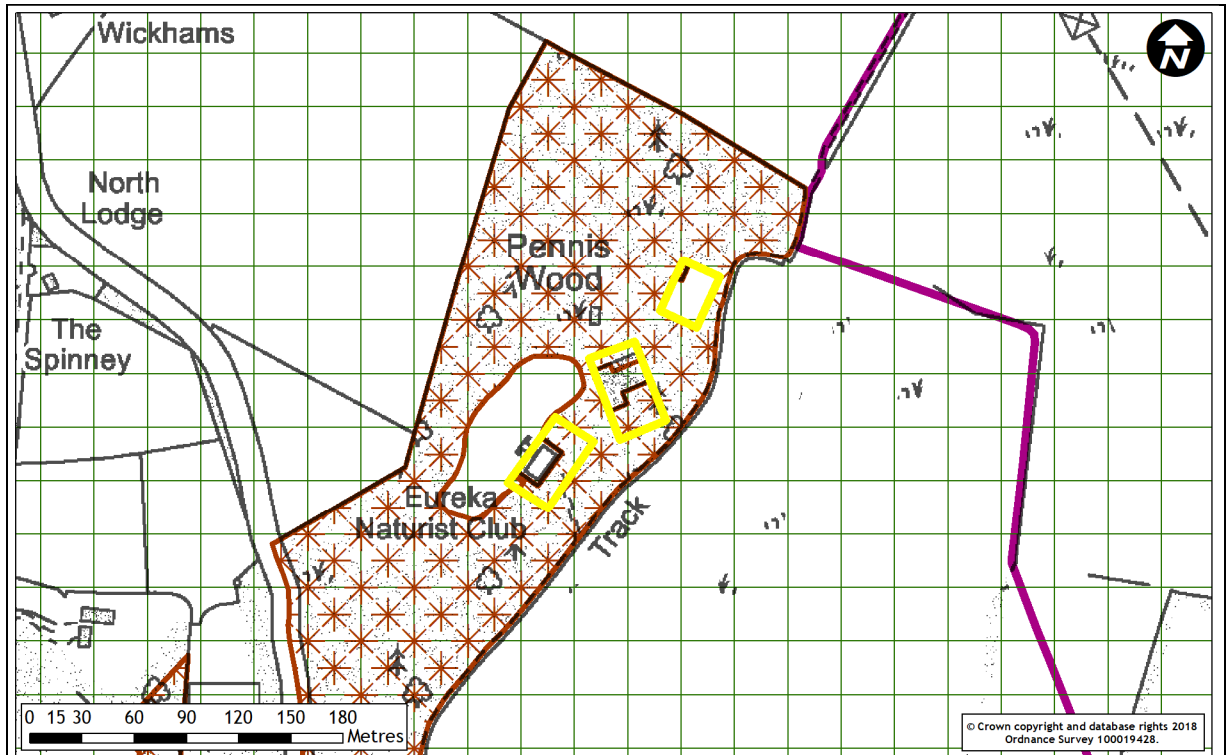 Wickhams
N
North
Lodge
Pennis
Wood
The
Spinney
Eureka
Naturist Club
Track
0 15 30 60 90 120 150 180
Metres
© Crown copyright and database rights 2018
Ordnance Survey 100019428.